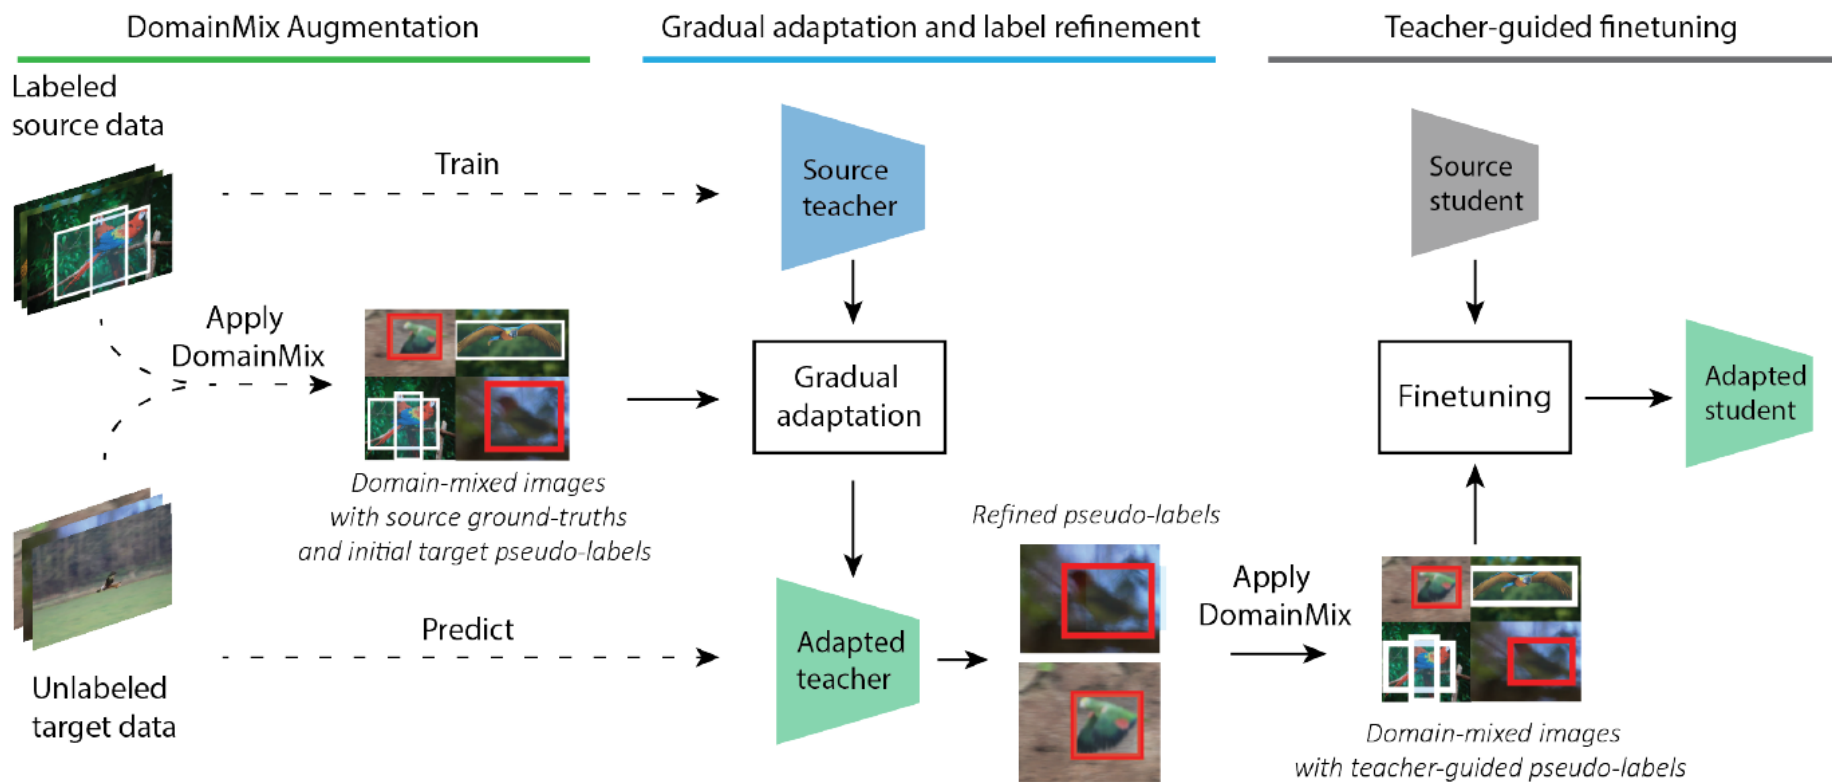 DomainMix Augmentation
Gradual adaptation and label refinement
Teacher-guided finetuning
Labeled
source data
Train
Source
teacher
Source
student
Apply
DomainMix
Gradual
adaptation
Finetuning
Adapted
student
Domain-mixed images
with source ground-truths
and initial target pseudo-labels
Refined pseudo-labels
Apply
DomainMix
Predict
Adapted
teacher
Unlabeled
target data
Domain-mixed images
with teacher-guided pseudo-labels